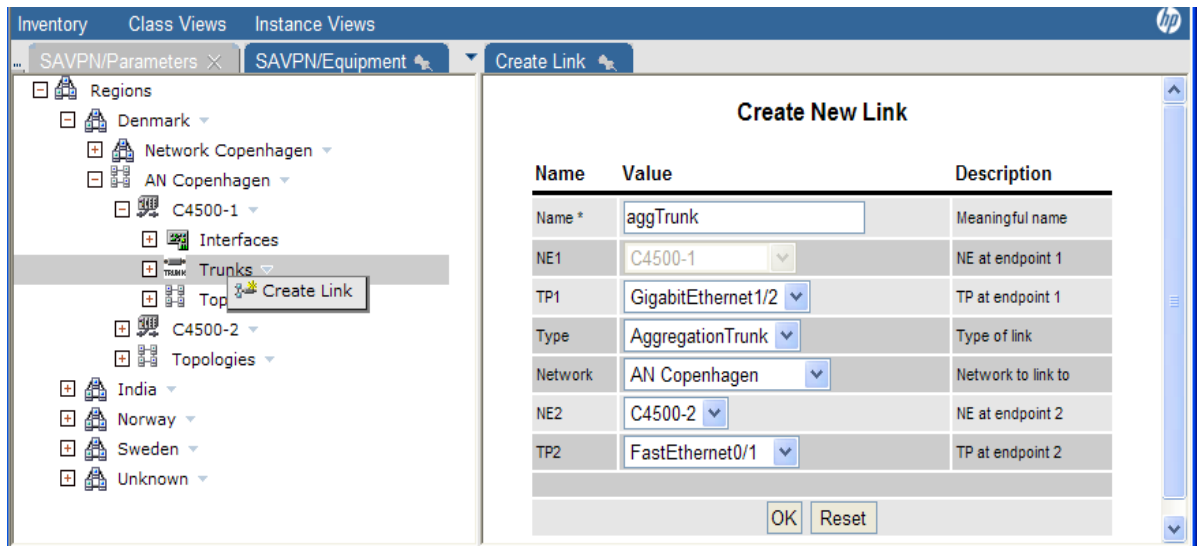 Inventory Class Views Instance Views hp
... SAVPN/Parameters SAVPN/Equipment Create Link
Regions
Denmark
Network Copenhagen
AN Copenhagen
C4500-1
Interfaces
TRUNK Trunks
Create Link
Top
C4500-2
Topologies
India
Norway
Sweden
Unknown
Create New Link
Name Value Description
Name * aggTrunk Meaningful name
NE1 C4500-1 NE at endpoint 1
TP1 GigabitEthernet1/2 TP at endpoint 1
Type AggregationTrunk Type of link
Network AN Copenhagen Network to link to
NE2 C4500-2 NE at endpoint 2
TP2 FastEthernet0/1 TP at endpoint 2
OK Reset